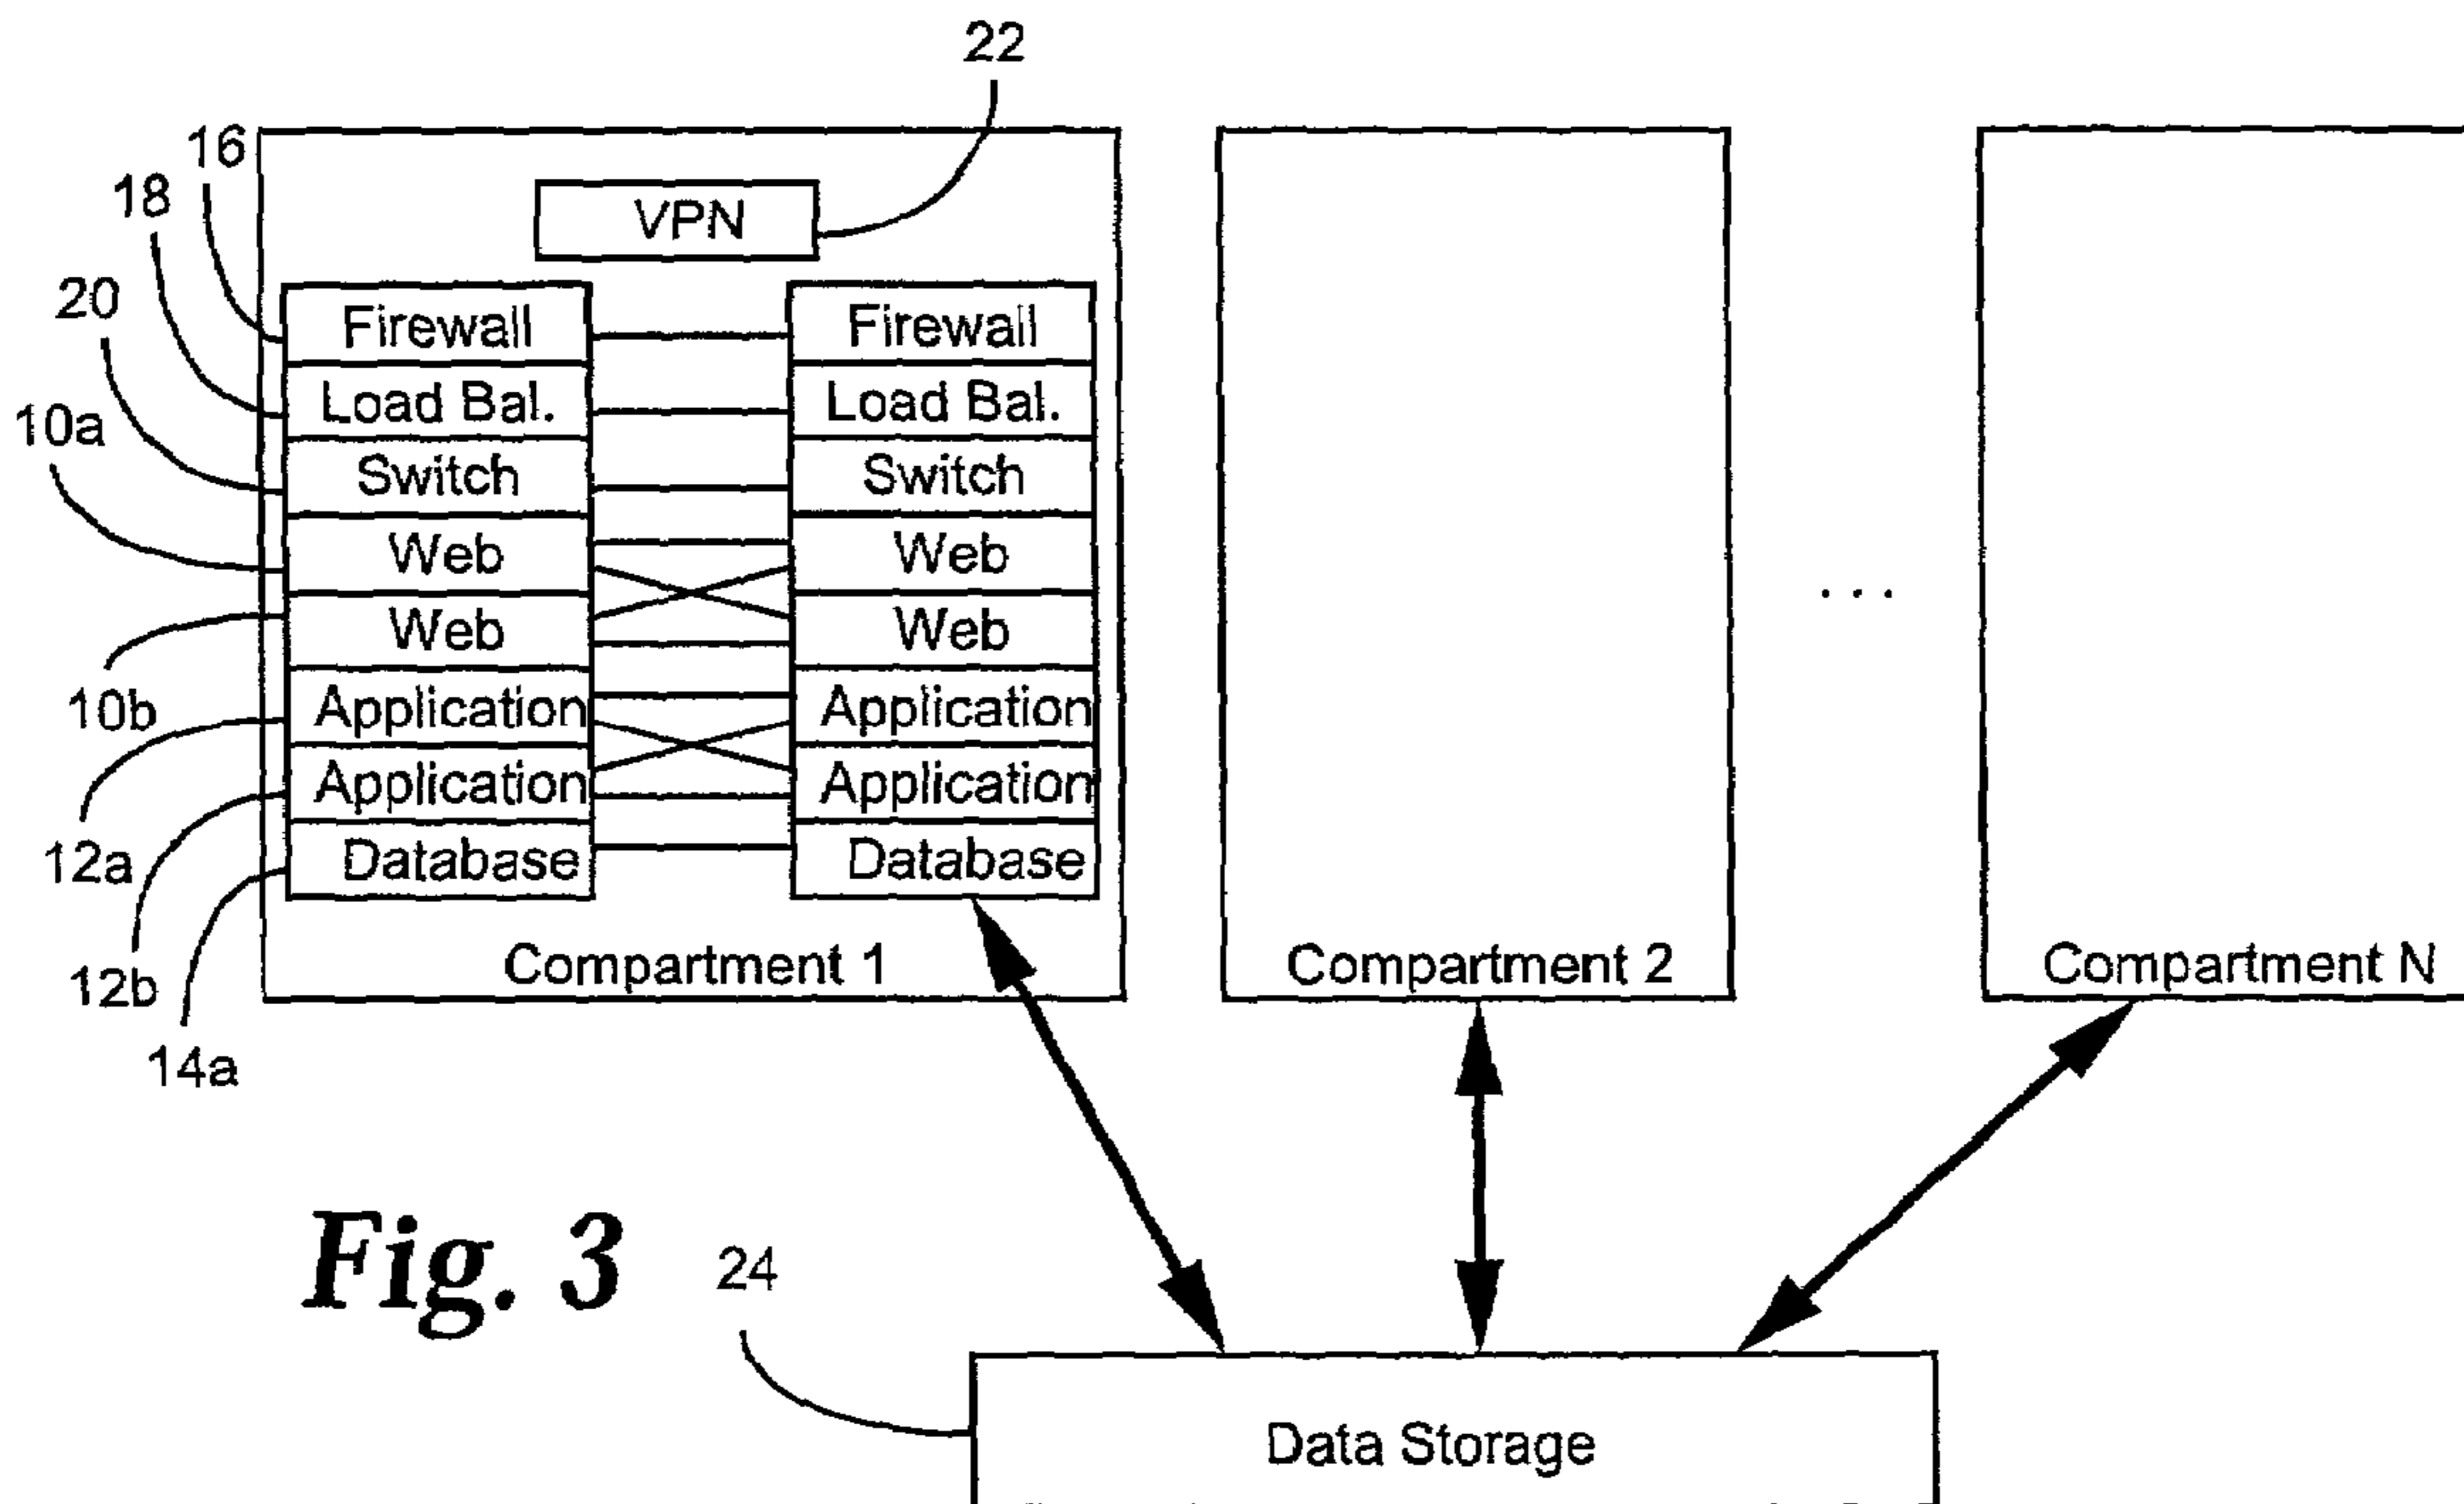 22
16
18
VPN
20
Firewall Firewall
Load Bal. Load Bal.
10a
Switch Switch
Web Web
Web Web
10b
Application Application
Application Application
12a
Database Database
12b
14a
Compartment 1 Compartment 2 ... Compartment N
Fig. 3
24
Data Storage